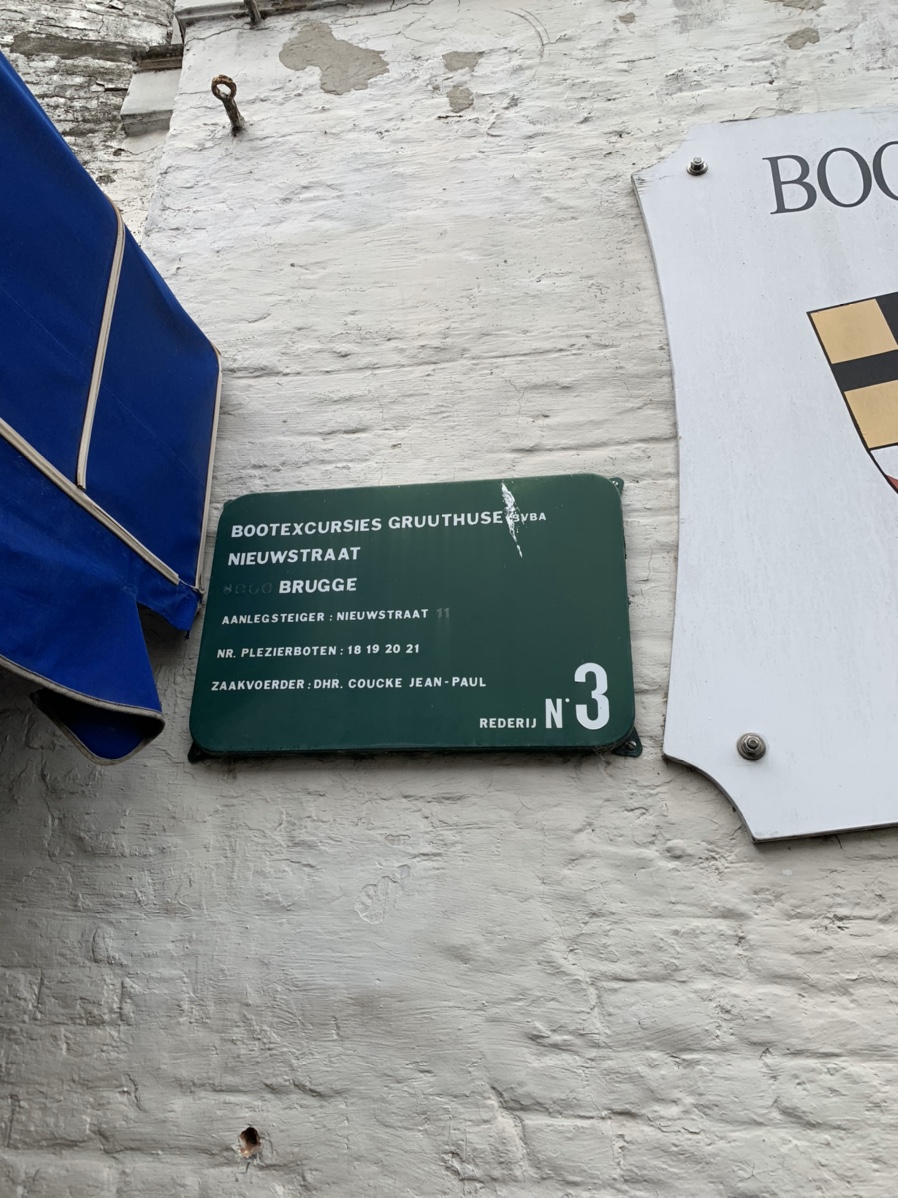 BOOTEXCURSIES GRUUTHUSE BVBA
NIEUWSTRAAT
8000 BRUGGE
AANLEGSTEIGER : NIEUWSTRAAT 11
NR. PLEZIERBOTEN : 18 19 20 21
ZAAKVOERDER : DHR. COUCKE JEAN-PAUL
REDERIJ N° 3